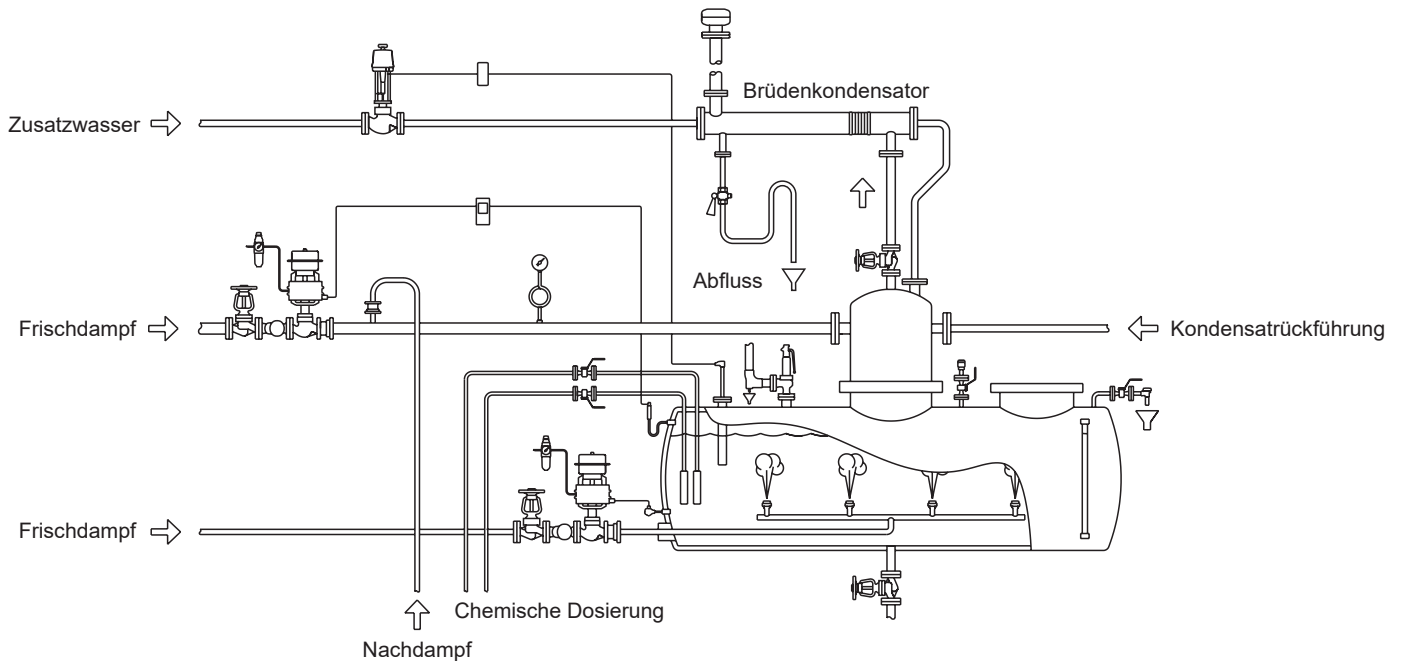 Brüdenkondensator
Zusatzwasser
Abfluss
Frischdampf
Kondensatrückführung
Frischdampf
Chemische Dosierung
Nachdampf